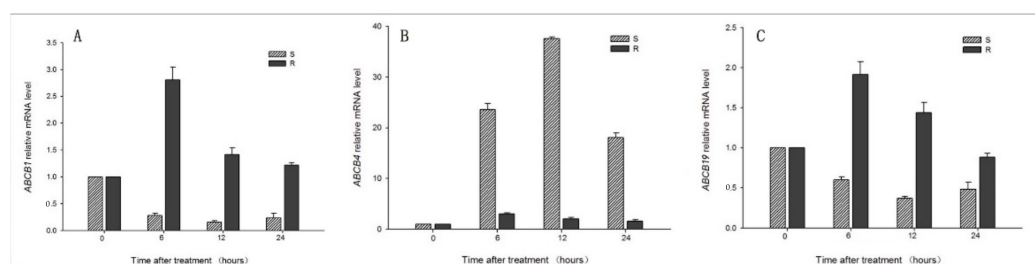 A
S
R
ABCB1 relative mRNA level
3.5
3.0
2.5
2.0
1.5
1.0
0.5
0.0
0 6 12 24
Time after treatment （hours）
B
S
R
ABCB4 relative mRNA level
40
30
20
10
0
0 6 12 24
Time after treatment （hours）
C
S
R
ABCB19 relative mRNA level
2.5
2.0
1.5
1.0
0.5
0.0
0 6 12 24
Time after treatment （hours）